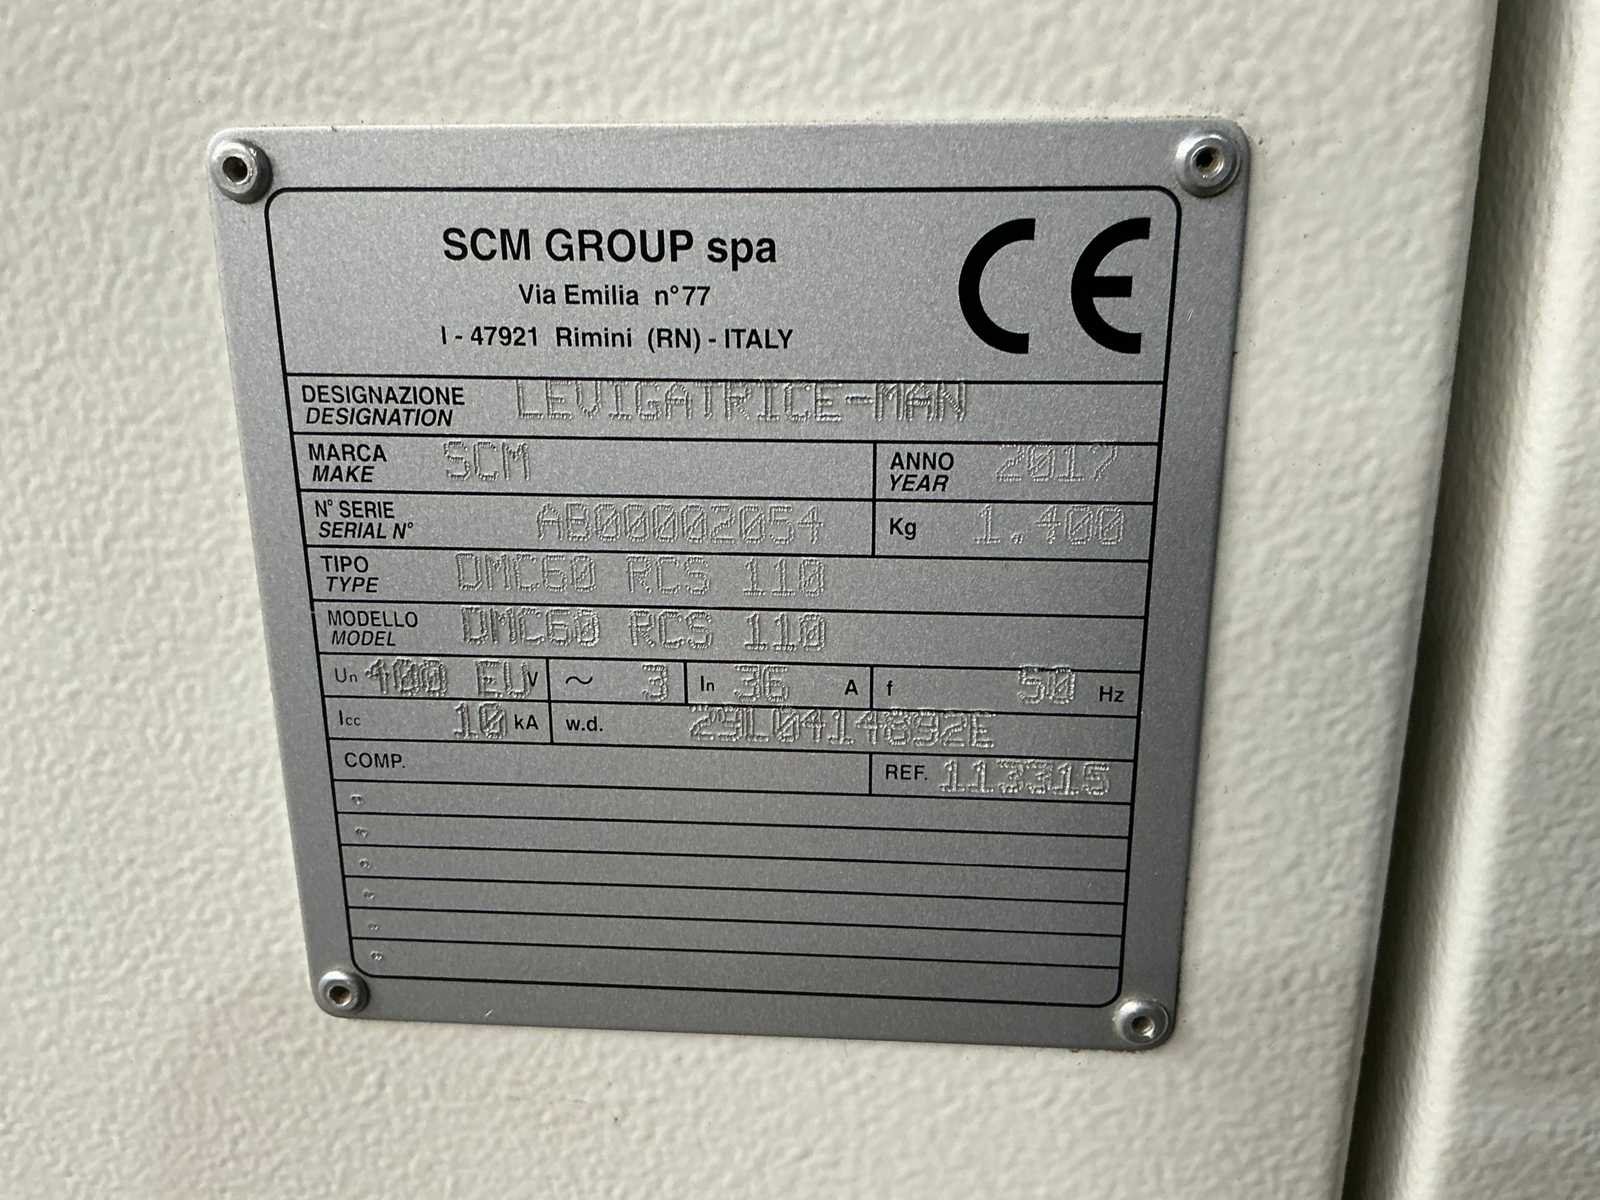 SCM GROUP spa
Via Emilia n°77
I - 47921 Rimini (RN) - ITALY
CE
DESIGNAZIONE LEVIGATRICE-MAN
DESIGNATION
MARCA SCM ANNO 2017
MAKE YEAR
N° SERIE AB00002054 Kg 1.400
SERIAL N°
TIPO DMC60 RCS 110
TYPE
MODELLO DMC60 RCS 110
MODEL
Un 400 EU V ~ 3 In 36 A f 50 Hz
Icc 10 kA w.d. 29L0414892E
COMP. REF. 113315